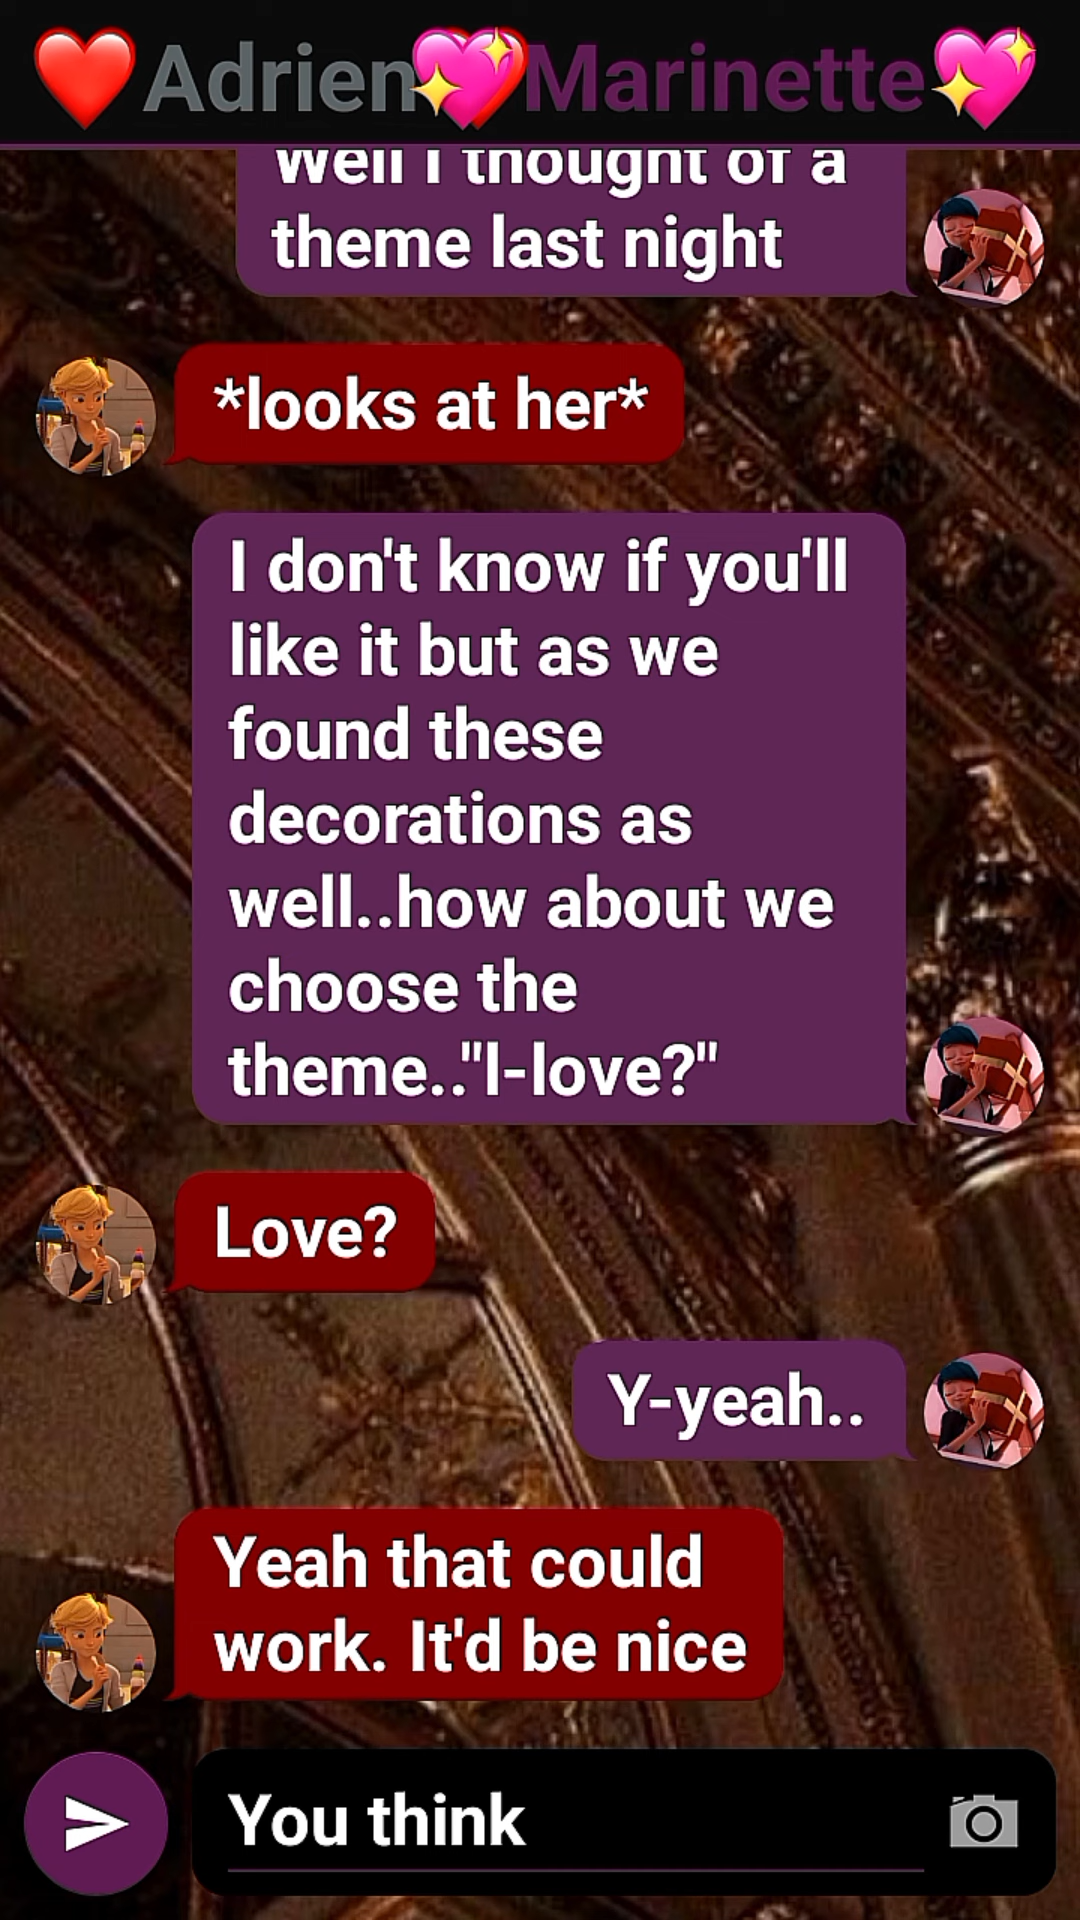 ❤️Adrien💖Marinette💖
Well I thought of a
theme last night
*looks at her*
I don't know if you'll
like it but as we
found these
decorations as
well..how about we
choose the
theme.."l-love?"
Love?
Y-yeah..
Yeah that could
work. It'd be nice
You think